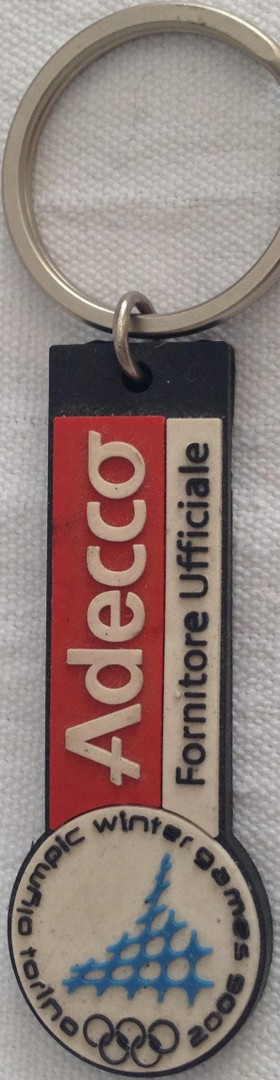 Adecco
Fornitore Ufficiale
olympic winter games
torino 2006